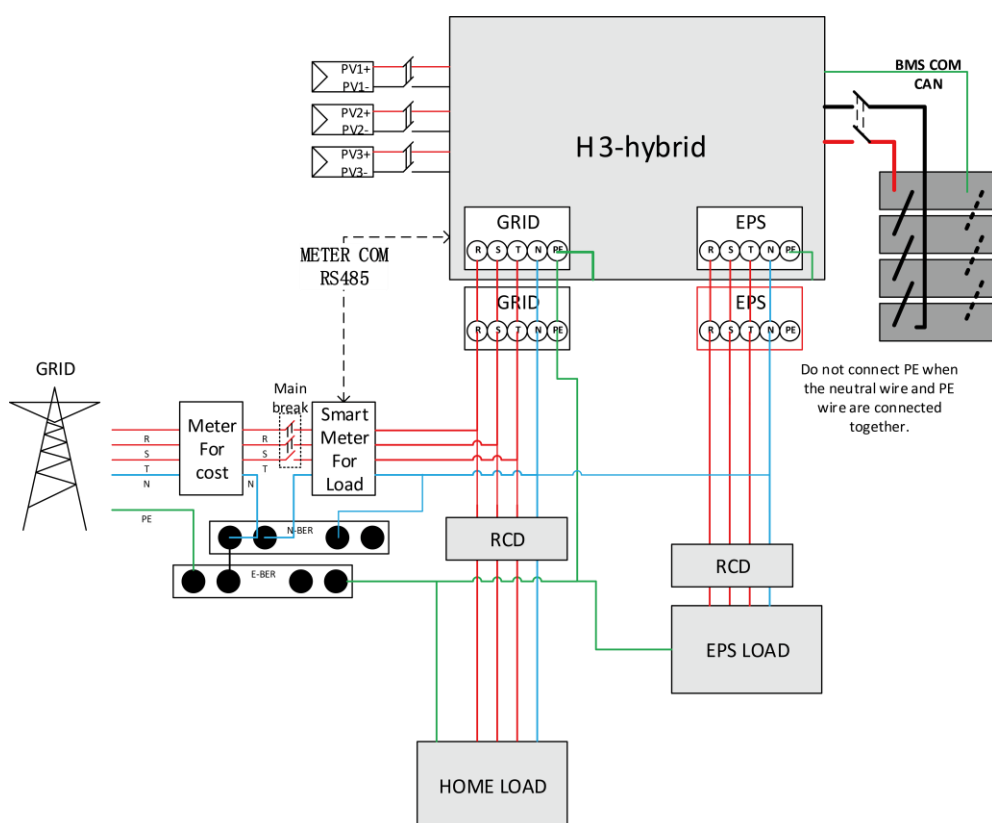 PV1+
PV1-
PV2+
PV2-
PV3+
PV3-
H3-hybrid
BMS COM
CAN
GRID
R S T N PE
EPS
R S T N PE
METER COM
RS485
GRID
R S T N PE
EPS
R S T N PE
Do not connect PE when
the neutral wire and PE
wire are connected
together.
GRID
Main
break
Meter
For
cost
Smart
Meter
For
Load
R
S
T
N
PE
R
S
T
N
N-BER
E-BER
RCD
RCD
EPS LOAD
HOME LOAD